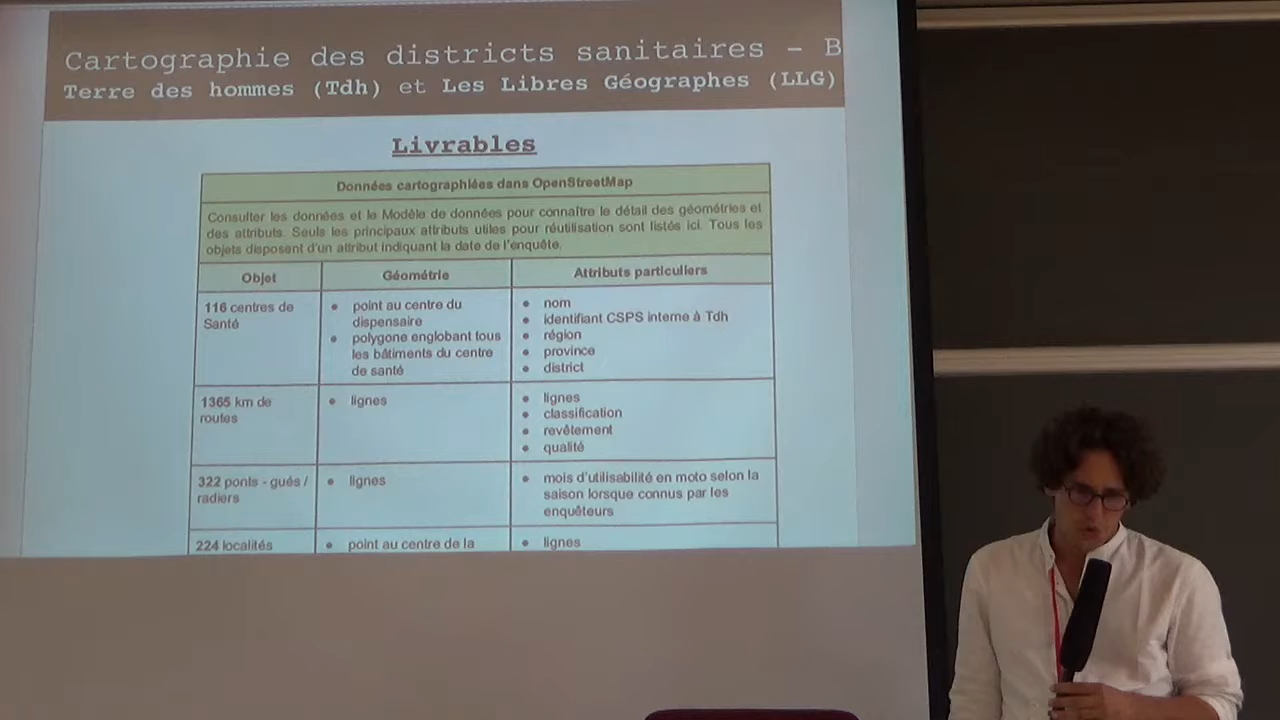 Cartographie des districts sanitaires - B
Terre des hommes (Tdh) et Les Libres Géographes (LLG)
Livrables
Données cartographiées dans OpenStreetMap
Consulter les données et le Modèle de données pour connaître le détail des géométries et
des attributs. Seuls les principaux attributs utiles pour réutilisation sont listés ici. Tous les
objets disposent d'un attribut indiquant la date de l'enquête.
Objet
Géométrie
Attributs particuliers
116 centres de
Santé
• point au centre du
dispensaire
• polygone englobant tous
les bâtiments du centre
de santé
• nom
• identifiant CSPS interne à Tdh
• région
• province
• district
1365 km de
routes
• lignes
• lignes
• classification
• revêtement
• qualité
322 ponts - gués /
radiers
• lignes
• mois d'utilisabilité en moto selon la
saison lorsque connus par les
enquêteurs
224 localités
• point au centre de la
• lignes